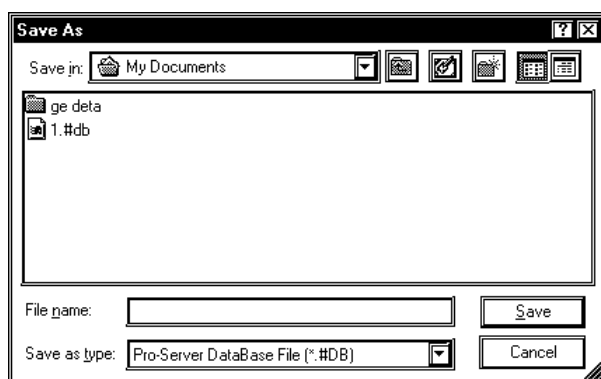 Save As
Save in: My Documents
ge deta
1.#db
File name:
Save
Save as type: Pro-Server DataBase File (*.#DB)
Cancel